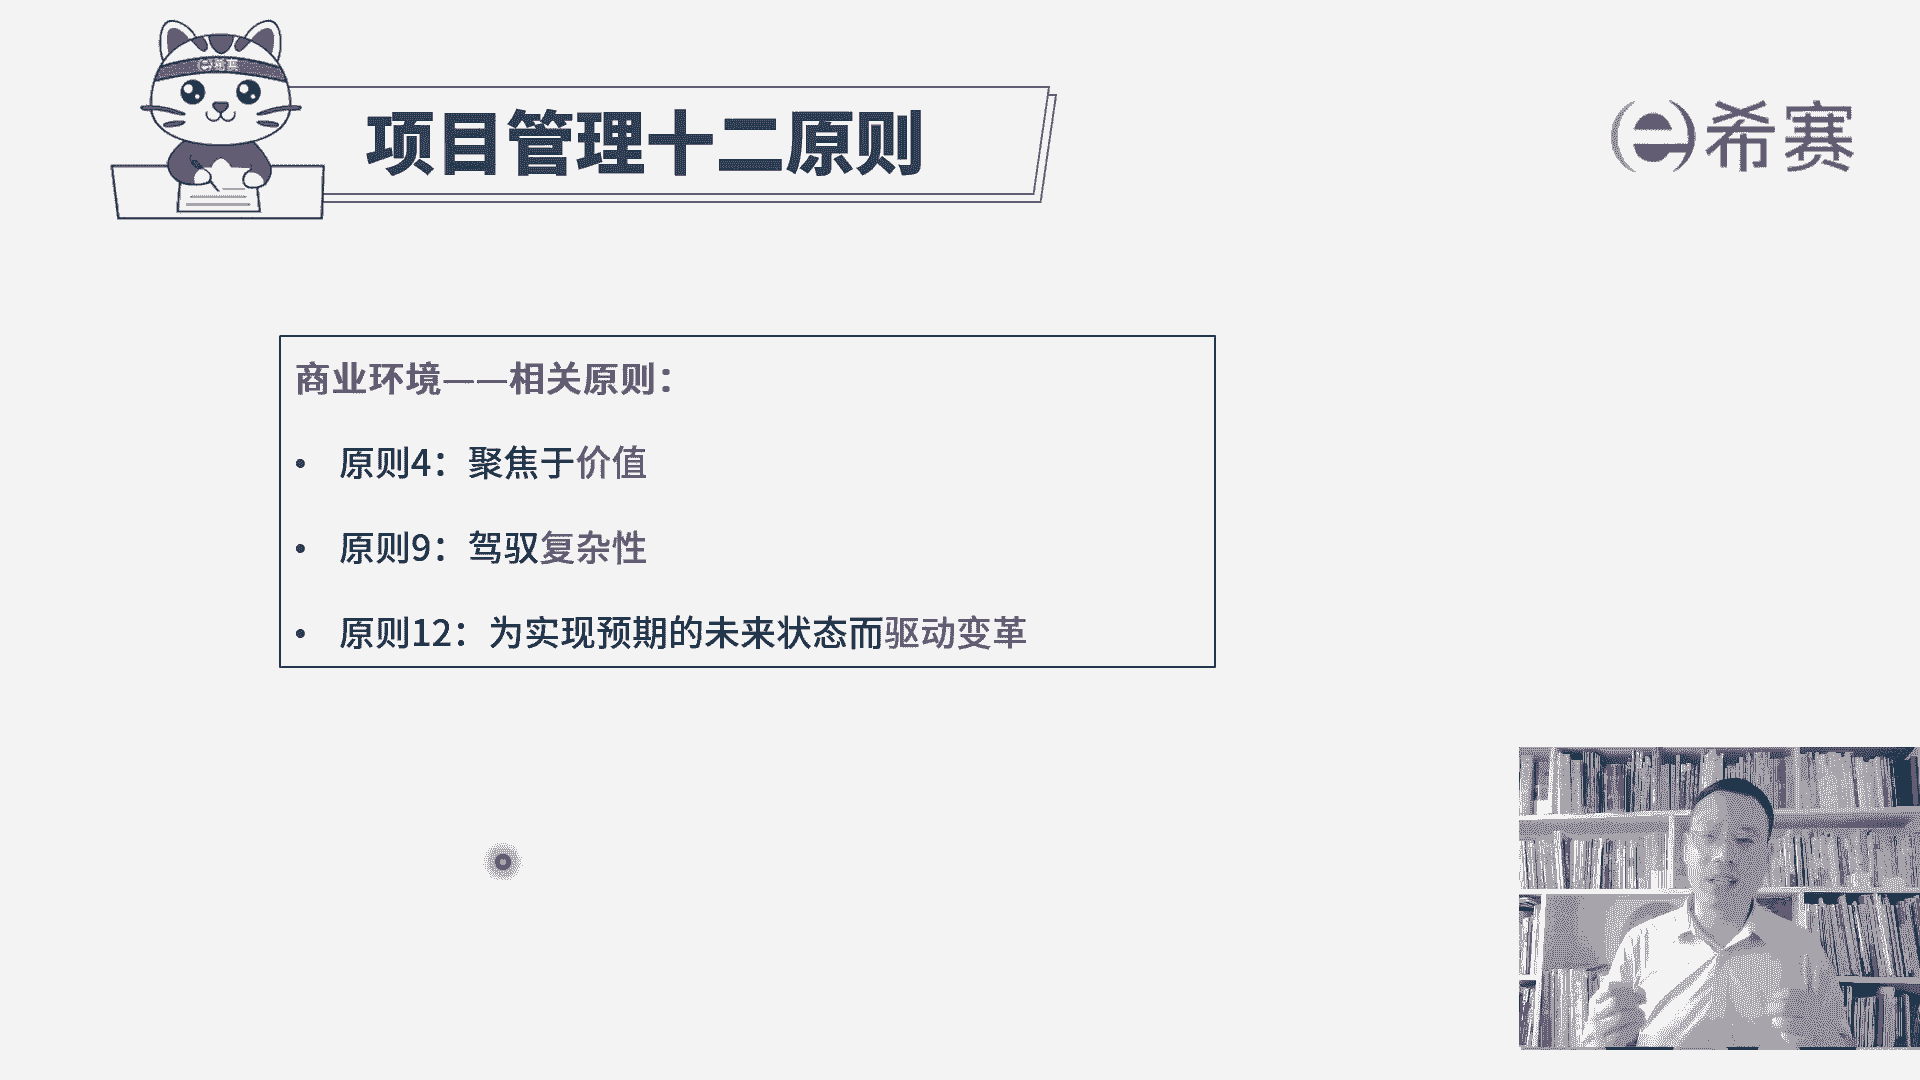 希赛
项目管理十二原则
希赛
商业环境——相关原则：
• 原则4：聚焦于价值
• 原则9：驾驭复杂性
• 原则12：为实现预期的未来状态而驱动变革